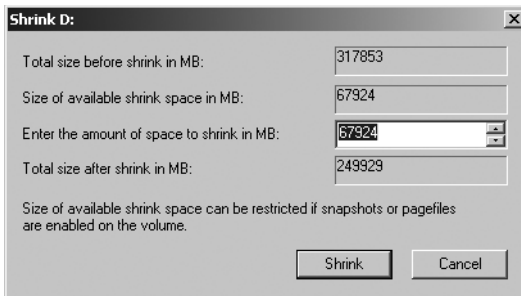 Shrink D:
Total size before shrink in MB: 317853
Size of available shrink space in MB: 67924
Enter the amount of space to shrink in MB: 67924
Total size after shrink in MB: 249929
Size of available shrink space can be restricted if snapshots or pagefiles
are enabled on the volume.
Shrink Cancel